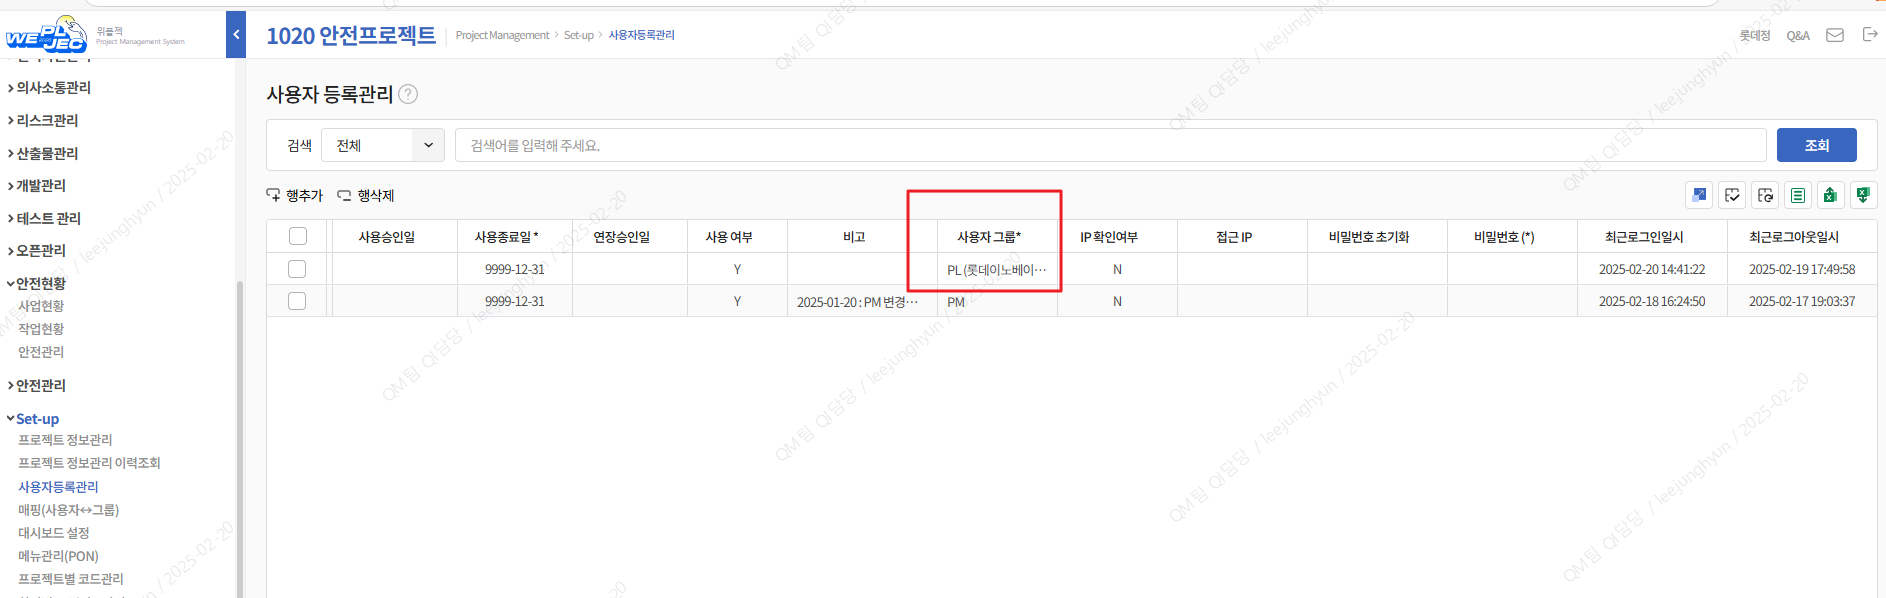 WE PL JEC
위플젝
Project Management System
1020 안전프로젝트
Project Management > Set-up > 사용자등록관리
롯데정 Q&A
의사소통관리
리스크관리
산출물관리
개발관리
테스트 관리
오픈관리
안전현황
사업현황
작업현황
안전관리
안전관리
Set-up
프로젝트 정보관리
프로젝트 정보관리 이력조회
사용자등록관리
매핑(사용자↔그룹)
대시보드 설정
메뉴관리(PON)
프로젝트별 코드관리
사용자 등록관리 ?
검색 전체 검색어를 입력해 주세요. 조회
행추가 행삭제
사용승인일 사용종료일 * 연장승인일 사용 여부 비고 사용자 그룹* IP 확인여부 접근 IP 비밀번호 초기화 비밀번호 (*) 최근로그인일시 최근로그아웃일시
9999-12-31 Y PL (롯데이노베이… N 2025-02-20 14:41:22 2025-02-19 17:49:58
9999-12-31 Y 2025-01-20 : PM 변경… PM N 2025-02-18 16:24:50 2025-02-17 19:03:37
QM팀 QI담당 / leejunghyun / 2025-02-20